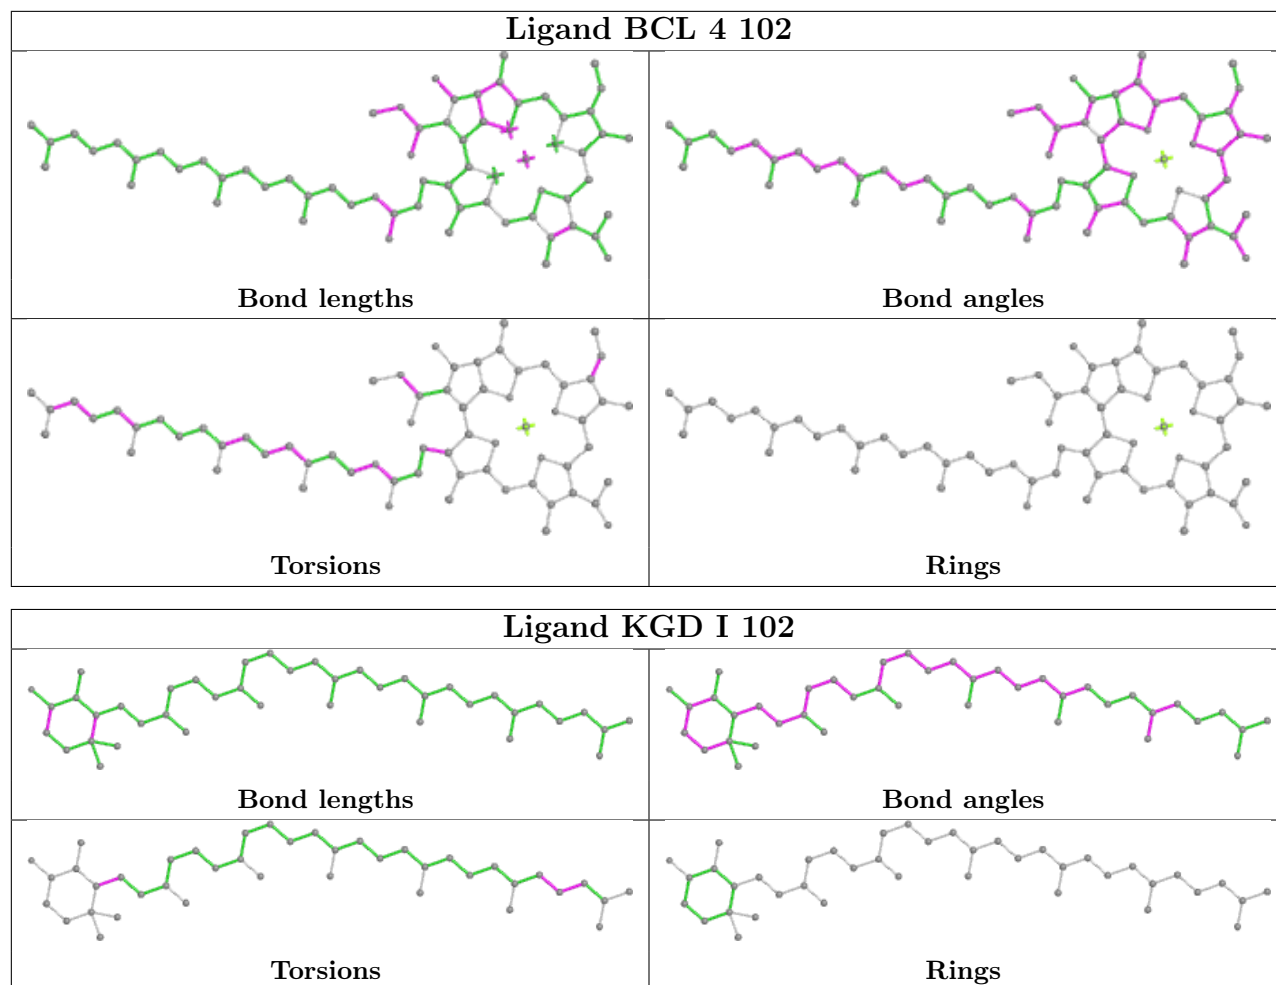 Ligand BCL 4 102
Bond lengths
Bond angles
Torsions
Rings
Ligand KGD I 102
Bond lengths
Bond angles
Torsions
Rings